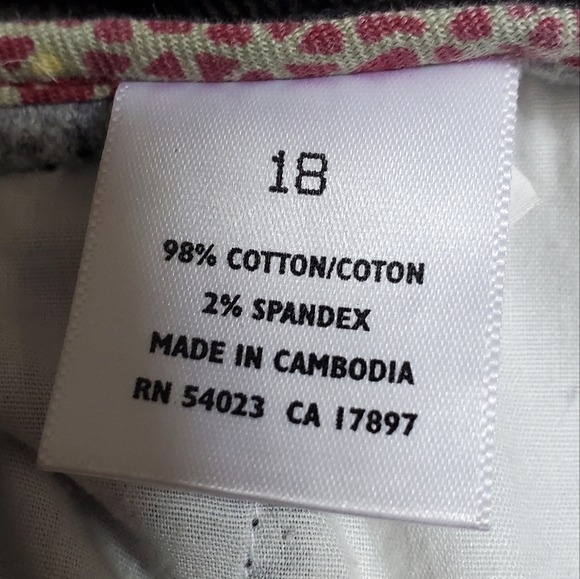 18
98% COTTON/COTON
2% SPANDEX
MADE IN CAMBODIA
RN 54023 CA 17897